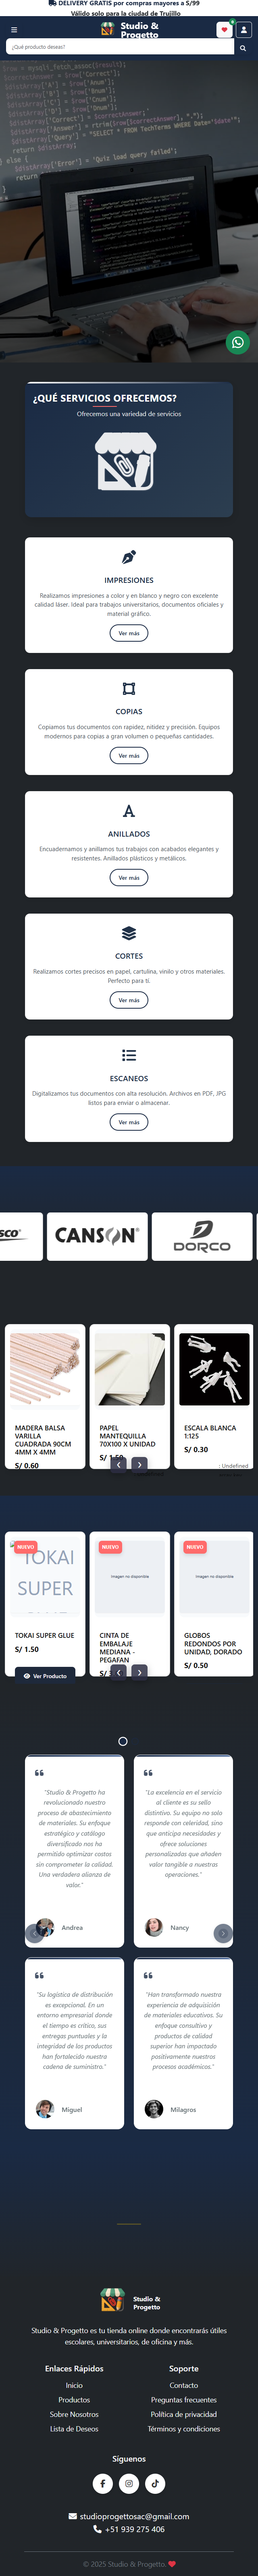 DELIVERY GRATIS por compras mayores a S/99
Válido solo para la ciudad de Trujillo
Studio &
Progetto
0
¿Qué producto deseas?
¿QUÉ SERVICIOS OFRECEMOS?
Ofrecemos una variedad de servicios
IMPRESIONES
Realizamos impresiones a color y en blanco y negro con excelente
calidad láser. Ideal para trabajos universitarios, documentos oficiales y
material gráfico.
Ver más
COPIAS
Copiamos tus documentos con rapidez, nitidez y precisión. Equipos
modernos para copias a gran volumen o pequeñas cantidades.
Ver más
ANILLADOS
Encuadernamos y anillamos tus trabajos con acabados elegantes y
resistentes. Anillados plásticos y metálicos.
Ver más
CORTES
Realizamos cortes precisos en papel, cartulina, vinilo y otros materiales.
Perfecto para ti.
Ver más
ESCANEOS
Digitalizamos tus documentos con alta resolución. Archivos en PDF, JPG
listos para enviar o almacenar.
Ver más
SCO
CANSON
DORCO
MADERA BALSA
VARILLA
CUADRADA 90CM
4MM X 4MM
S/ 0.60
PAPEL
MANTEQUILLA
70X100 X UNIDAD
S/ 1.50
ESCALA BLANCA
1:125
S/ 0.30
: Undefined
NUEVO
TOKAI
SUPER
TOKAI SUPER GLUE
S/ 1.50
Ver Producto
NUEVO
Imagen no disponible
CINTA DE
EMBALAJE
MEDIANA -
PEGAFAN
NUEVO
Imagen no disponible
GLOBOS
REDONDOS POR
UNIDAD, DORADO
S/ 0.50
"Studio & Progetto ha
revolucionado nuestro
proceso de abastecimiento
de materiales. Su enfoque
estratégico y catálogo
diversificado nos ha
permitido optimizar costos
sin comprometer la calidad.
Una verdadera alianza de
valor."
Andrea
"La excelencia en el servicio
al cliente es su sello
distintivo. Su equipo no solo
responde con celeridad, sino
que anticipa necesidades y
ofrece soluciones
personalizadas que añaden
valor tangible a nuestras
operaciones."
Nancy
"Su logística de distribución
es excepcional. En un
entorno empresarial donde
el tiempo es crítico, sus
entregas puntuales y la
integridad de los productos
han fortalecido nuestra
cadena de suministro."
Miguel
"Han transformado nuestra
experiencia de adquisición
de materiales educativos. Su
enfoque consultivo y
productos de calidad
superior han impactado
positivamente nuestros
procesos académicos."
Milagros
Studio &
Progetto
Studio & Progetto es tu tienda online donde encontrarás útiles
escolares, universitarios, de oficina y más.
Enlaces Rápidos
Inicio
Productos
Sobre Nosotros
Lista de Deseos
Soporte
Contacto
Preguntas frecuentes
Política de privacidad
Términos y condiciones
Síguenos
studioprogettosac@gmail.com
+51 939 275 406
© 2025 Studio & Progetto.